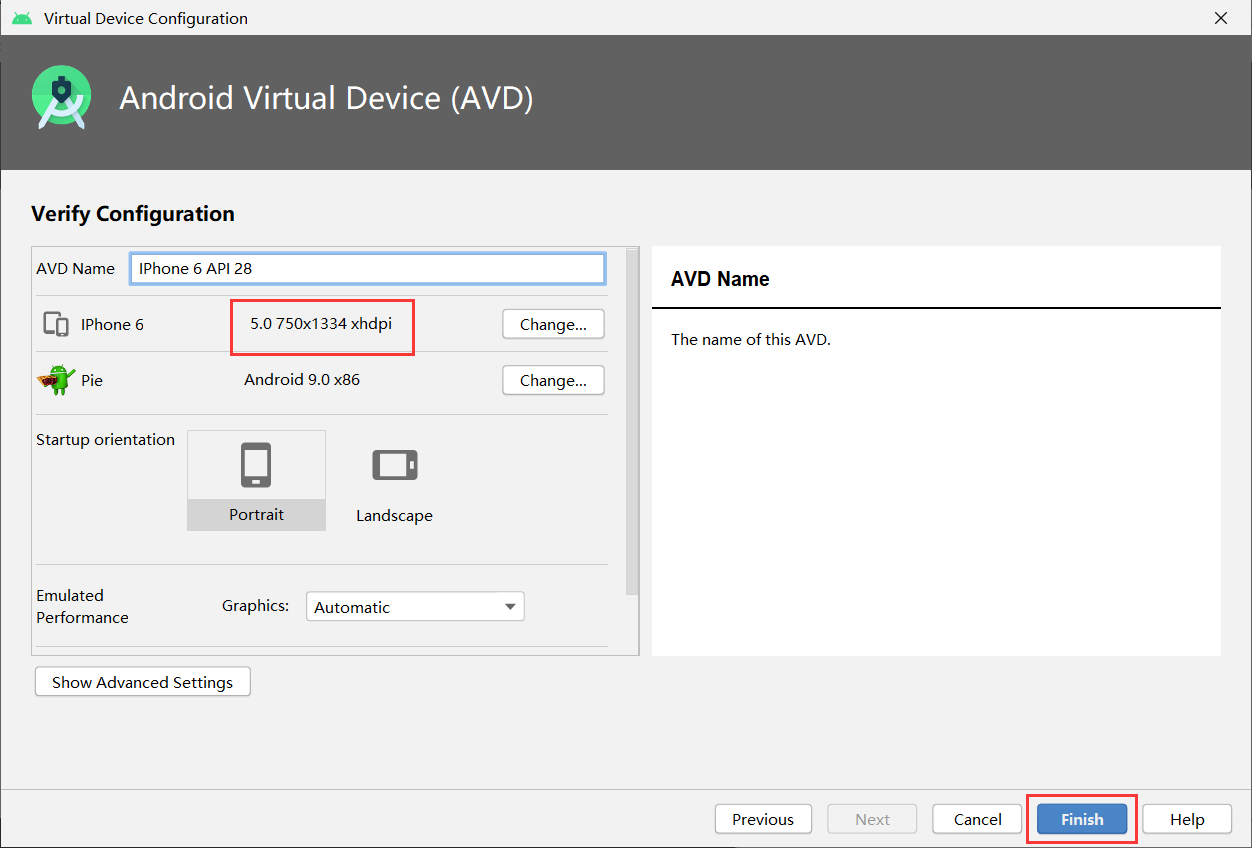 Virtual Device Configuration
Android Virtual Device (AVD)
Verify Configuration
AVD Name
IPhone 6 API 28
IPhone 6
5.0 750x1334 xhdpi
Change...
Pie
Android 9.0 x86
Change...
Startup orientation
Portrait
Landscape
Emulated
Performance
Graphics:
Automatic
Show Advanced Settings
AVD Name
The name of this AVD.
Previous
Next
Cancel
Finish
Help